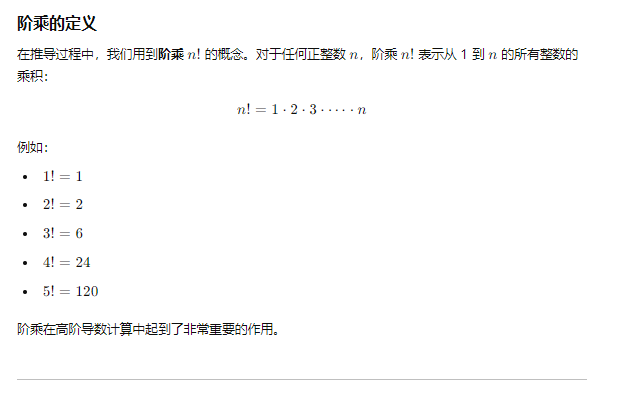 阶乘的定义
在推导过程中，我们用到阶乘 n! 的概念。对于任何正整数 n，阶乘 n! 表示从 1 到 n 的所有整数的
乘积：
n! = 1 · 2 · 3 · · · · · n
例如：
• 1! = 1
• 2! = 2
• 3! = 6
• 4! = 24
• 5! = 120
阶乘在高阶导数计算中起到了非常重要的作用。